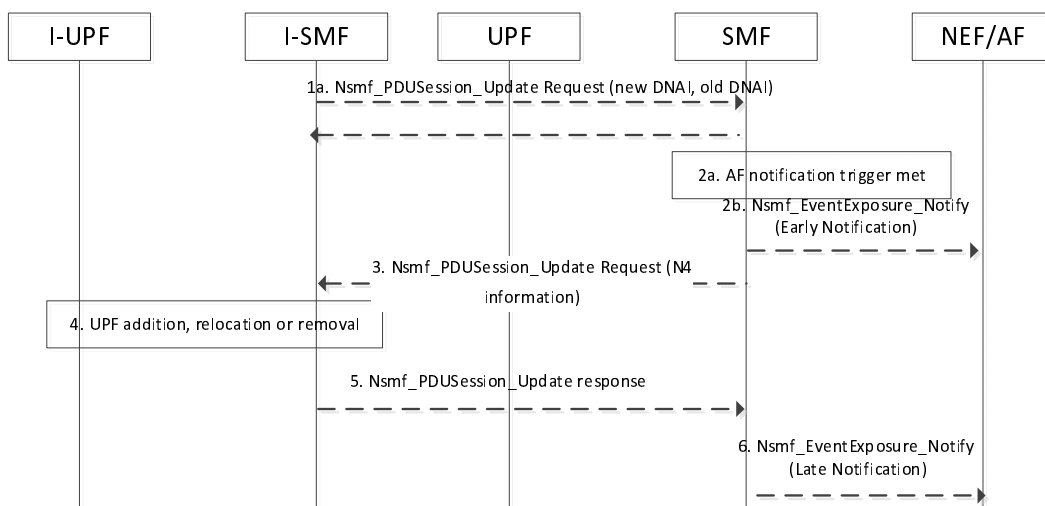 I-UPF
I-SMF
UPF
SMF
NEF/AF
1a. Nsmf_PDUSession_Update Request (new DNAI, old DNAI)
2a. AF notification trigger met
2b. Nsmf_EventExposure_Notify
(Early Notification)
3. Nsmf_PDUSession_Update Request (N4
information)
4. UPF addition, relocation or removal
5. Nsmf_PDUSession_Update response
6. Nsmf_EventExposure_Notify
(Late Notification)